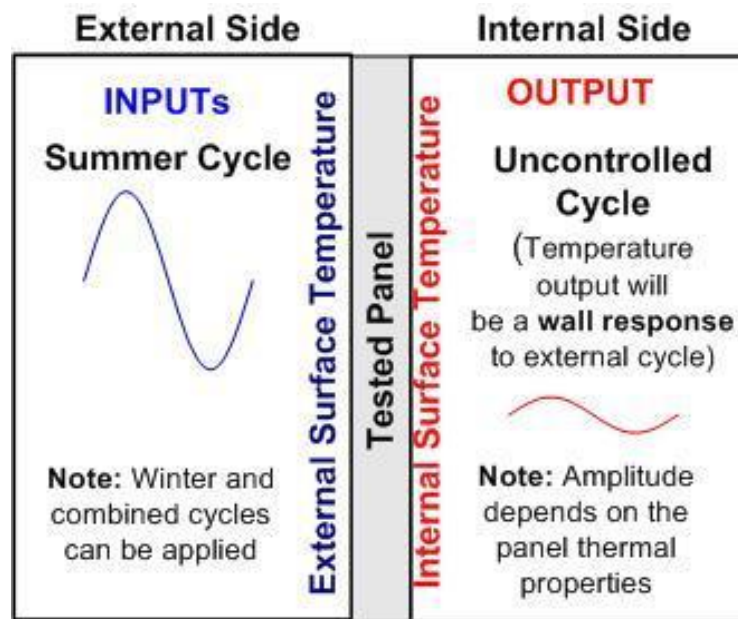 External Side
INPUTs
Summer Cycle
Note: Winter and
combined cycles
can be applied
External Surface Temperature
Tested Panel
Internal Surface Temperature
Internal Side
OUTPUT
Uncontrolled
Cycle
(Temperature
output will
be a wall response
to external cycle)
Note: Amplitude
depends on the
panel thermal
properties